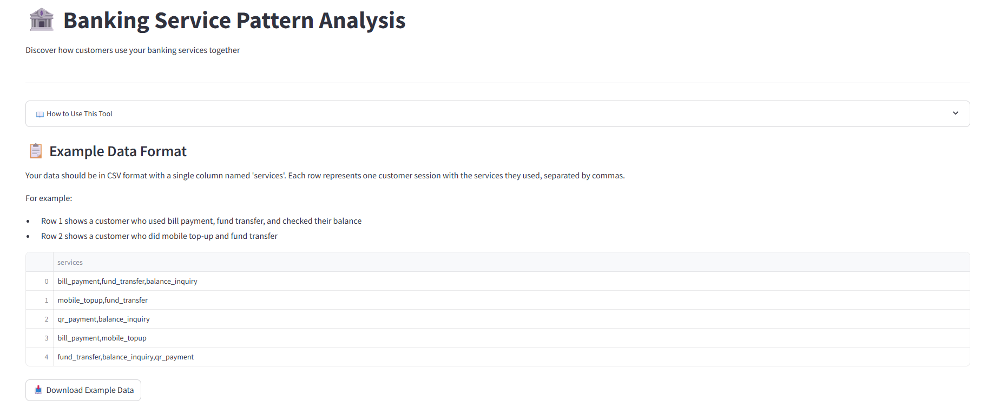 Banking Service Pattern Analysis
Discover how customers use your banking services together
How to Use This Tool
Example Data Format
Your data should be in CSV format with a single column named 'services'. Each row represents one customer session with the services they used, separated by commas.
For example:
Row 1 shows a customer who used bill payment, fund transfer, and checked their balance
Row 2 shows a customer who did mobile top-up and fund transfer
services
0 bill_payment,fund_transfer,balance_inquiry
1 mobile_topup,fund_transfer
2 qr_payment,balance_inquiry
3 bill_payment,mobile_topup
4 fund_transfer,balance_inquiry,qr_payment
Download Example Data